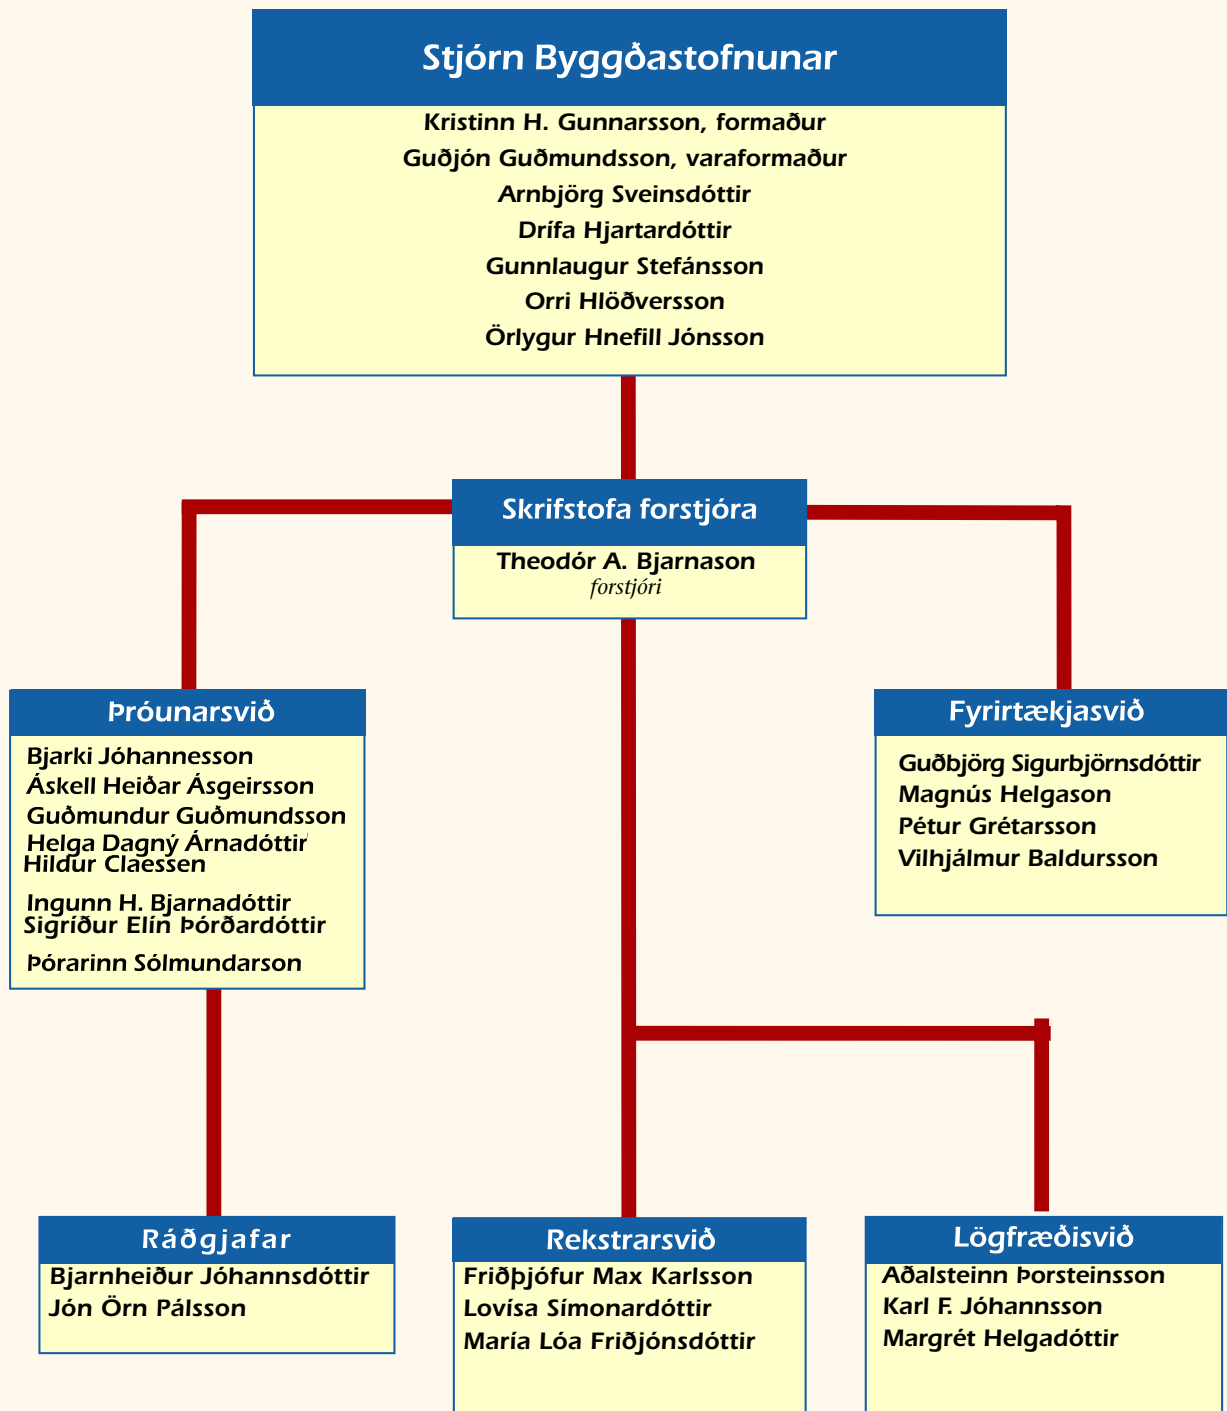 Stjórn Byggðastofnunar
Kristinn H. Gunnarsson, formaður
Guðjón Guðmundsson, varaformaður
Arnbjörg Sveinsdóttir
Drífa Hjartardóttir
Gunnlaugur Stefánsson
Orri Hlöðversson
Örlygur Hnefill Jónsson
Skrifstofa forstjóra
Theodór A. Bjarnason
forstjóri
Þróunarsvið
Bjarki Jóhannesson
Áskell Heiðar Ásgeirsson
Guðmundur Guðmundsson
Helga Dagný Árnadóttir
Hildur Claessen
Ingunn H. Bjarnadóttir
Sigríður Elín Þórðardóttir
Þórarinn Sólmundarson
Fyrirtækjasvið
Guðbjörg Sigurbjörnsdóttir
Magnús Helgason
Pétur Grétarsson
Vilhjálmur Baldursson
Ráðgjafar
Bjarnheiður Jóhannsdóttir
Jón Örn Pálsson
Rekstrarsvið
Friðþjófur Max Karlsson
Lovísa Símonardóttir
María Lóa Friðjónsdóttir
Lögfræðisvið
Aðalsteinn Þorsteinsson
Karl F. Jóhannsson
Margrét Helgadóttir